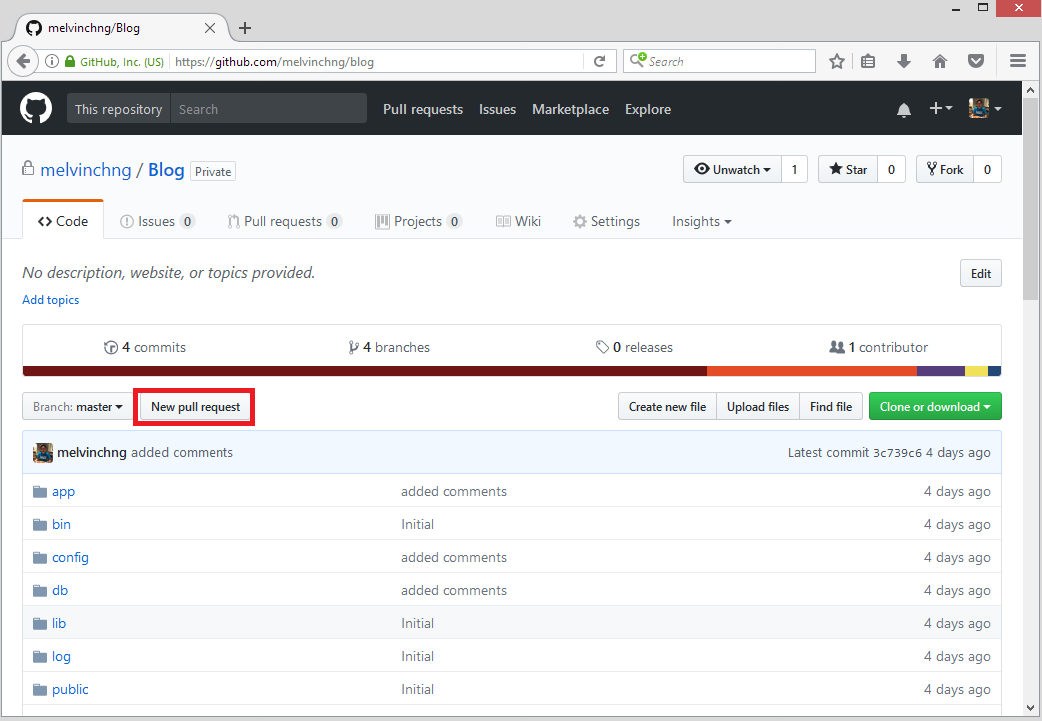 melvinchng/Blog
GitHub, Inc. (US) https://github.com/melvinchng/blog Search
This repository Search Pull requests Issues Marketplace Explore
melvinchng / Blog Private Unwatch 1 Star 0 Fork 0
Code Issues 0 Pull requests 0 Projects 0 Wiki Settings Insights
No description, website, or topics provided. Edit
Add topics
4 commits 4 branches 0 releases 1 contributor
Branch: master New pull request Create new file Upload files Find file Clone or download
melvinchng added comments Latest commit 3c739c6 4 days ago
app added comments 4 days ago
bin Initial 4 days ago
config added comments 4 days ago
db added comments 4 days ago
lib Initial 4 days ago
log Initial 4 days ago
public Initial 4 days ago